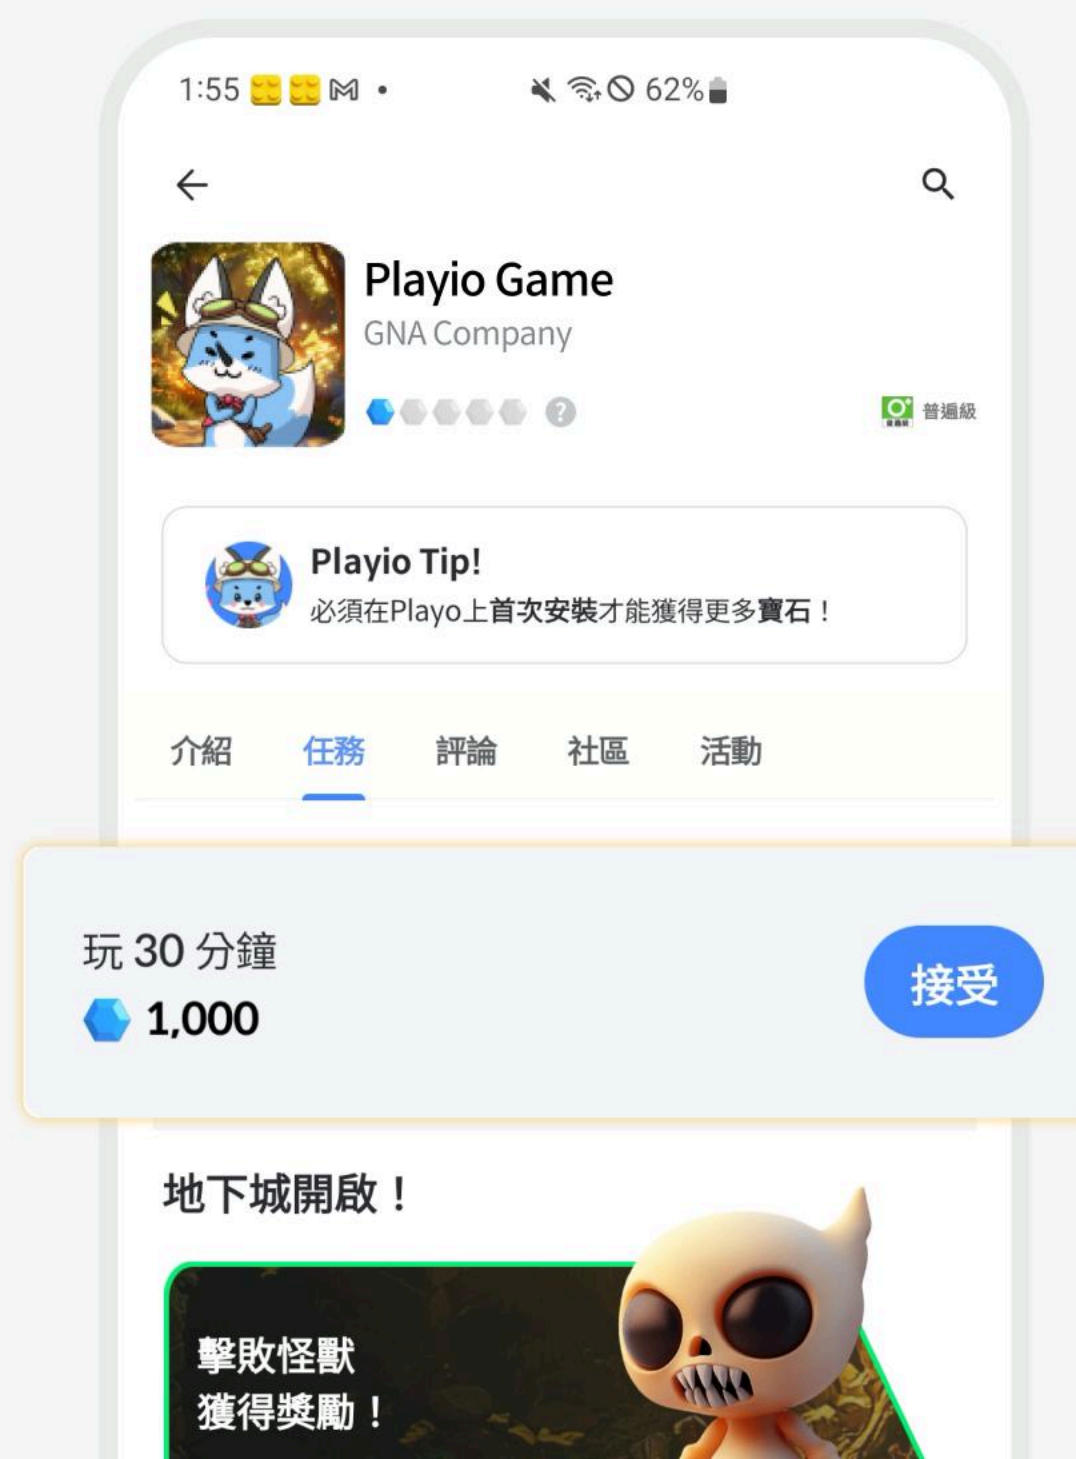 1:55
62%
Playio Game
GNA Company
?
普遍級
普遍級
Playio Tip!
必須在Playo上首次安裝才能獲得更多寶石！
介紹 任務 評論 社區 活動
玩 30 分鐘
接受
1,000
地下城開啟！
擊敗怪獸
獲得獎勵！